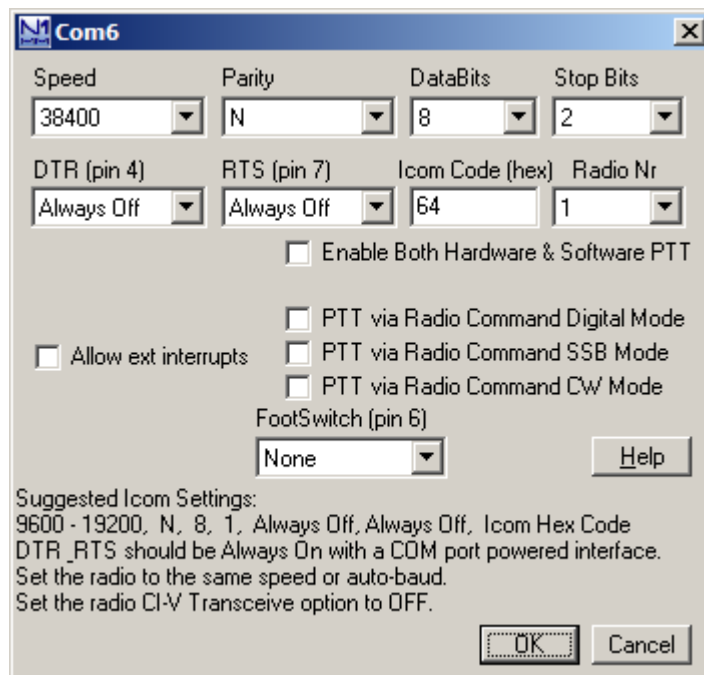 N1 Com6
Speed Parity DataBits Stop Bits
38400 N 8 2
DTR (pin 4) RTS (pin 7) Icom Code (hex) Radio Nr
Always Off Always Off 64 1
Enable Both Hardware & Software PTT
PTT via Radio Command Digital Mode
Allow ext interrupts PTT via Radio Command SSB Mode
PTT via Radio Command CW Mode
FootSwitch (pin 6)
None Help
Suggested Icom Settings:
9600 - 19200, N, 8, 1, Always Off, Always Off, Icom Hex Code
DTR_RTS should be Always On with a COM port powered interface.
Set the radio to the same speed or auto-baud.
Set the radio CI-V Transceive option to OFF.
OK Cancel